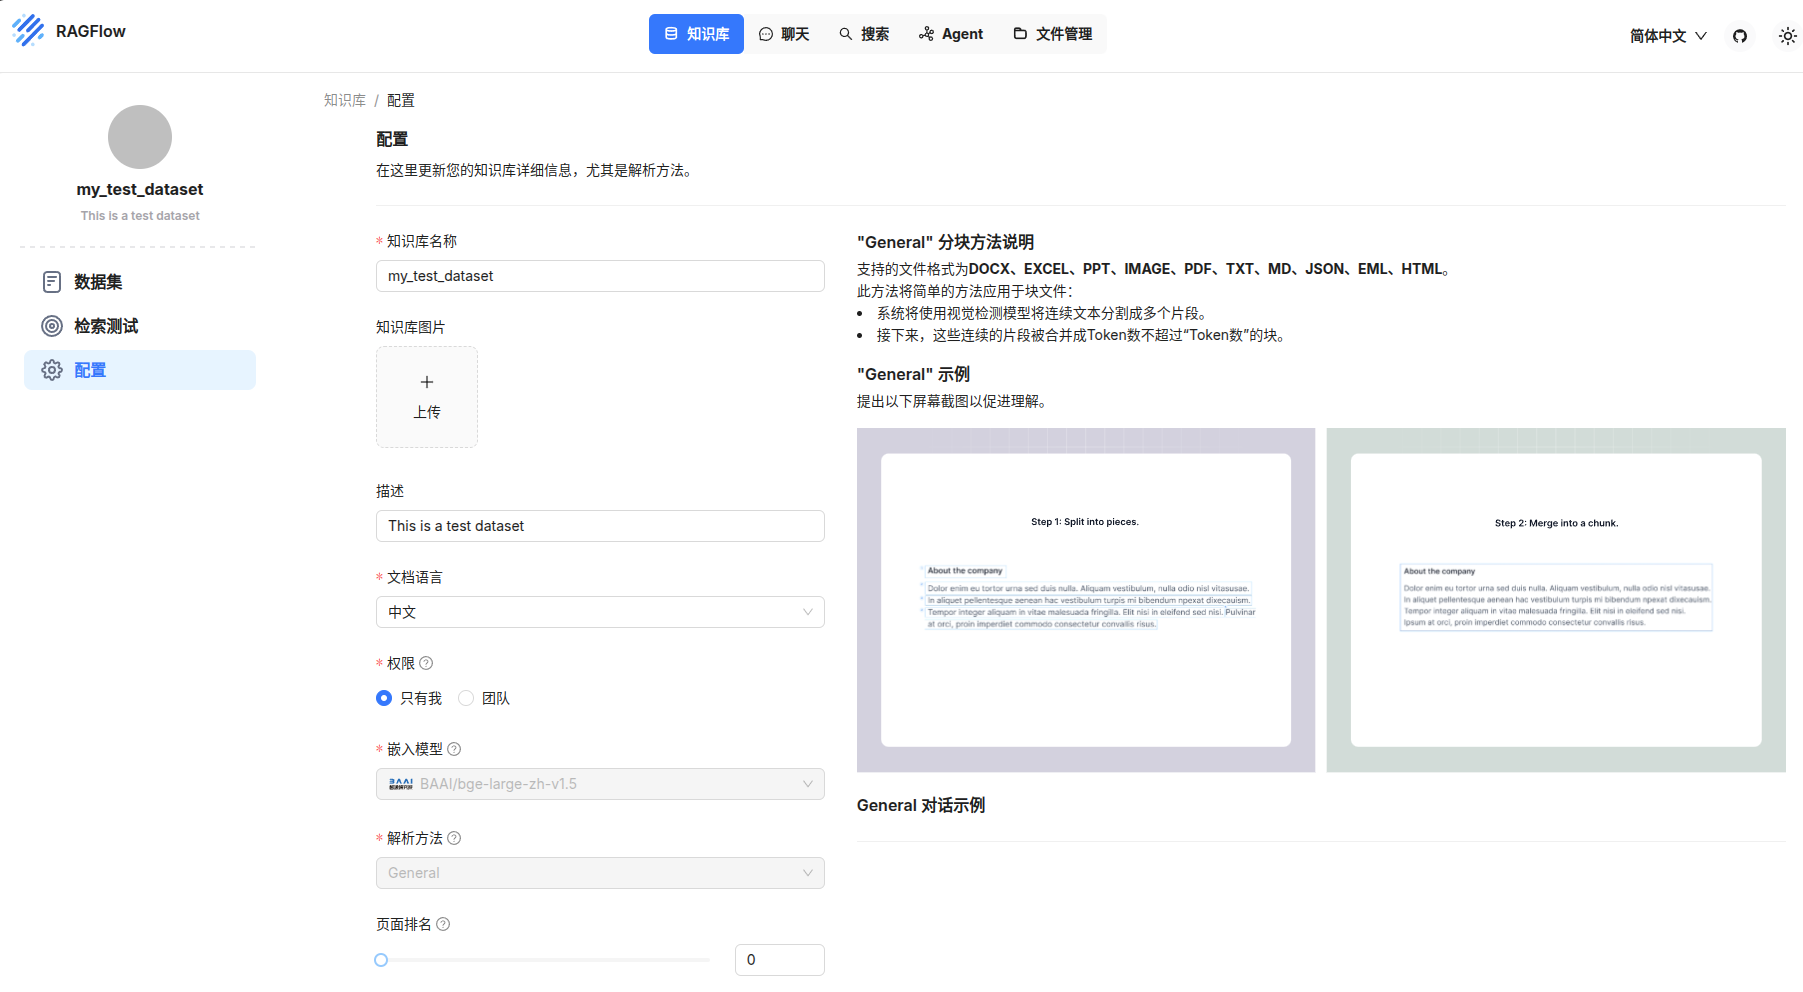 RAGFlow
知识库
聊天
搜索
Agent
文件管理
简体中文
my_test_dataset
This is a test dataset
数据集
检索测试
配置
知识库 / 配置
配置
在这里更新您的知识库详细信息，尤其是解析方法。
* 知识库名称
my_test_dataset
知识库图片
上传
描述
This is a test dataset
* 文档语言
中文
* 权限
只有我
团队
* 嵌入模型
BAAI
BAAI/bge-large-zh-v1.5
* 解析方法
General
页面排名
0
"General" 分块方法说明
支持的文件格式为DOCX、EXCEL、PPT、IMAGE、PDF、TXT、MD、JSON、EML、HTML。
此方法将简单的方法应用于块文件：
• 系统将使用视觉检测模型将连续文本分割成多个片段。
• 接下来，这些连续的片段被合并成Token数不超过“Token数”的块。
"General" 示例
提出以下屏幕截图以促进理解。
Step 1: Split into pieces.
About the company
Dolor enim eu tortor urna sed duis nulla. Aliquam vestibulum, nulla odio nisl vitasusae.
In aliquet pellentesque aenean hac vestibulum turpis mi bibendum npexat dixecauism.
Tempor integer aliquam in vitae malesuada fringilla. Elit nisi in eleifend sed nisi. Pulvinar
at orci, proin imperdiet commodo consectetur convallis risus.
Step 2: Merge into a chunk.
About the company
Dolor enim eu tortor urna sed duis nulla. Aliquam vestibulum, nulla odio nisl vitasusae.
In aliquet pellentesque aenean hac vestibulum turpis mi bibendum npexat dixecauism.
Tempor integer aliquam in vitae malesuada fringilla. Elit nisi in eleifend sed nisi.
Ipsum at orci, proin imperdiet commodo consectetur convallis risus.
General 对话示例